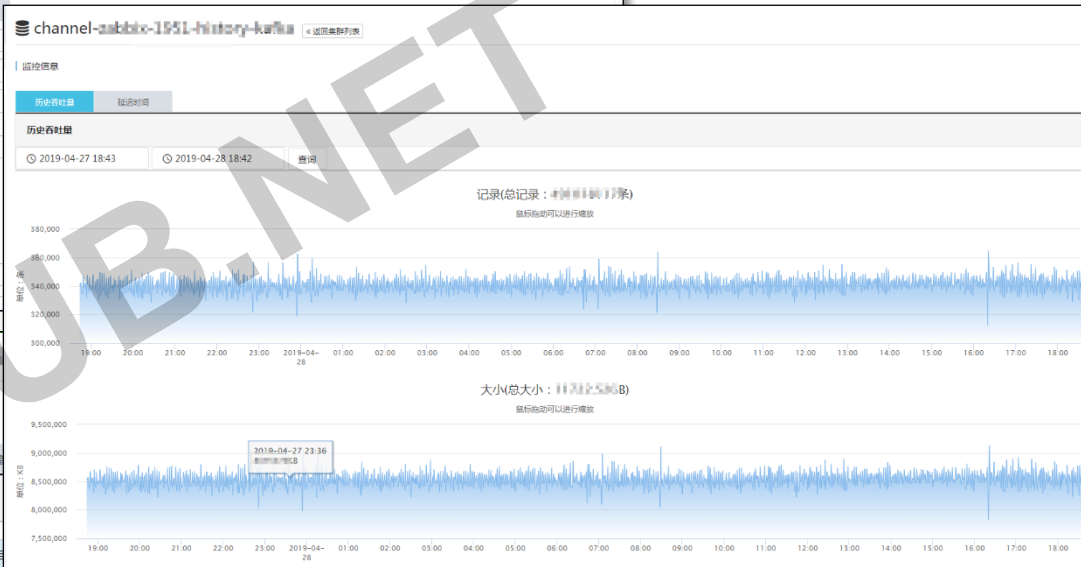 channel-
«返回集群列表
监控信息
历史吞吐量 延迟时间
历史吞吐量
2019-04-27 18:43 2019-04-28 18:42 查询
记录(总记录: 条)
鼠标拖动可以进行缩放
380,000
360,000
340,000
320,000
300,000
单位:条
19:00 20:00 21:00 22:00 23:00 2019-04-28 01:00 02:00 03:00 04:00 05:00 06:00 07:00 08:00 09:00 10:00 11:00 12:00 13:00 14:00 15:00 16:00 17:00 18:00
大小(总大小: B)
鼠标拖动可以进行缩放
9,500,000
9,000,000
8,500,000
8,000,000
7,500,000
单位:KB
2019-04-27 23:36
KB
19:00 20:00 21:00 22:00 23:00 2019-04-28 01:00 02:00 03:00 04:00 05:00 06:00 07:00 08:00 09:00 10:00 11:00 12:00 13:00 14:00 15:00 16:00 17:00 18:00
UB.NET